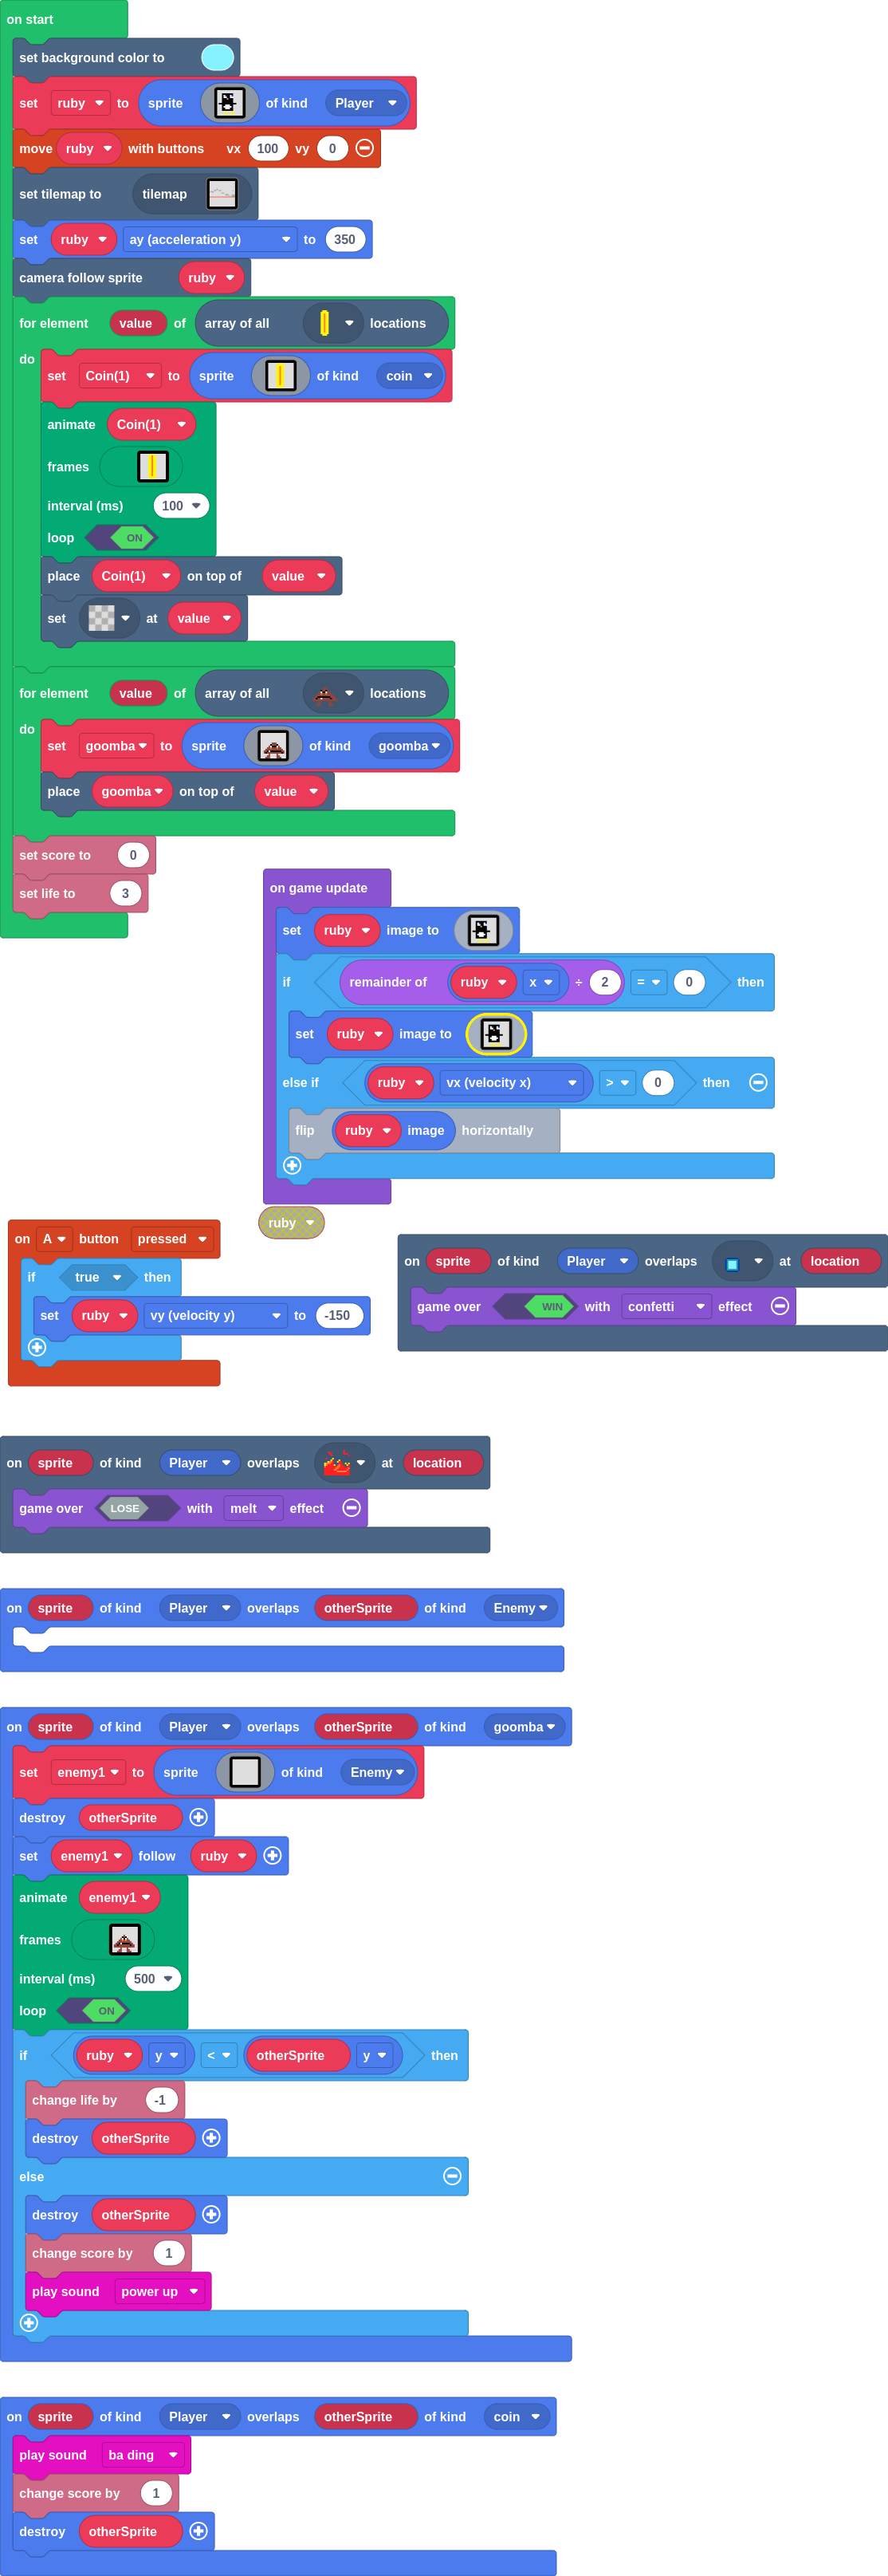 on start
set background color to
set ruby to sprite of kind Player
move ruby with buttons vx 100 vy 0
set tilemap to tilemap
set ruby ay (acceleration y) to 350
camera follow sprite ruby
for element value of array of all locations
do
set Coin(1) to sprite of kind coin
animate Coin(1)
frames
interval (ms) 100
loop ON
place Coin(1) on top of value
set at value
for element value of array of all locations
do
set goomba to sprite of kind goomba
place goomba on top of value
set score to 0
set life to 3
on game update
set ruby image to
if remainder of ruby x ÷ 2 = 0 then
set ruby image to
else if ruby vx (velocity x) > 0 then
flip ruby image horizontally
ruby
on A button pressed
if true then
set ruby vy (velocity y) to -150
on sprite of kind Player overlaps at location
game over WIN with confetti effect
on sprite of kind Player overlaps at location
game over LOSE with melt effect
on sprite of kind Player overlaps otherSprite of kind Enemy
on sprite of kind Player overlaps otherSprite of kind goomba
set enemy1 to sprite of kind Enemy
destroy otherSprite
set enemy1 follow ruby
animate enemy1
frames
interval (ms) 500
loop ON
if ruby y < otherSprite y then
change life by -1
destroy otherSprite
else
destroy otherSprite
change score by 1
play sound power up
on sprite of kind Player overlaps otherSprite of kind coin
play sound ba ding
change score by 1
destroy otherSprite